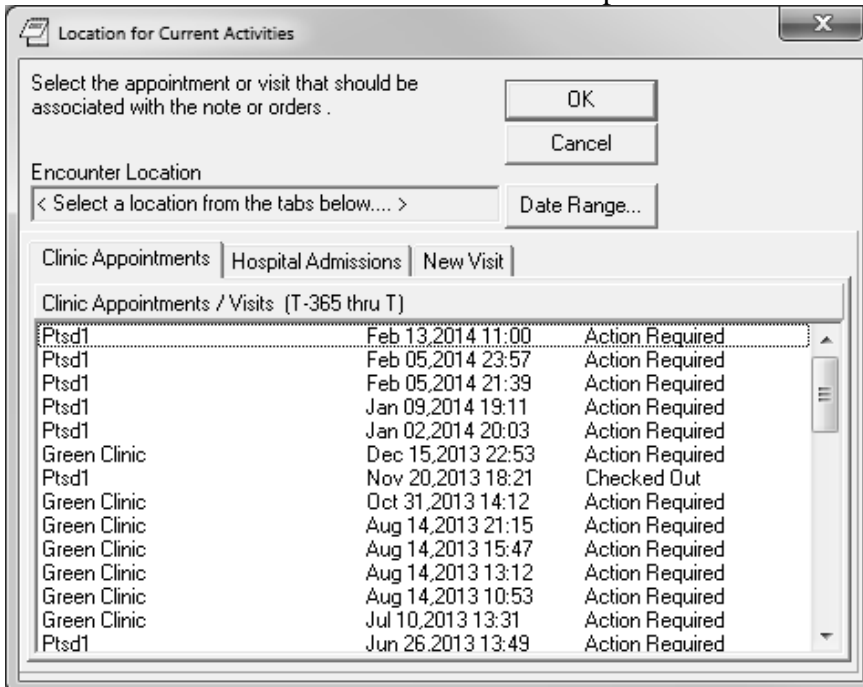 Location for Current Activities
Select the appointment or visit that should be
associated with the note or orders .
OK
Cancel
Encounter Location
< Select a location from the tabs below.... >
Date Range...
Clinic Appointments Hospital Admissions New Visit
Clinic Appointments / Visits (T-365 thru T)
Ptsd1 Feb 13,2014 11:00 Action Required
Ptsd1 Feb 05,2014 23:57 Action Required
Ptsd1 Feb 05,2014 21:39 Action Required
Ptsd1 Jan 09,2014 19:11 Action Required
Ptsd1 Jan 02,2014 20:03 Action Required
Green Clinic Dec 15,2013 22:53 Action Required
Ptsd1 Nov 20,2013 18:21 Checked Out
Green Clinic Oct 31,2013 14:12 Action Required
Green Clinic Aug 14,2013 21:15 Action Required
Green Clinic Aug 14,2013 15:47 Action Required
Green Clinic Aug 14,2013 13:12 Action Required
Green Clinic Aug 14,2013 10:53 Action Required
Green Clinic Jul 10,2013 13:31 Action Required
Ptsd1 Jun 26,2013 13:49 Action Required